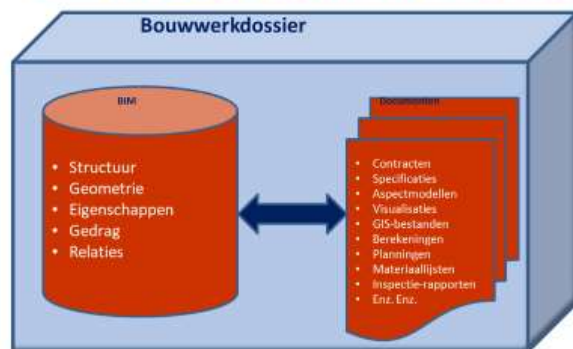 Bouwwerkdossier
BIM
• Structuur
• Geometrie
• Eigenschappen
• Gedrag
• Relaties
Documenten
• Contracten
• Specificaties
• Aspectmodellen
• Visualisaties
• GIS-bestanden
• Berekeningen
• Planningen
• Materiaallijsten
• Inspectie-rapporten
• Enz. Enz.